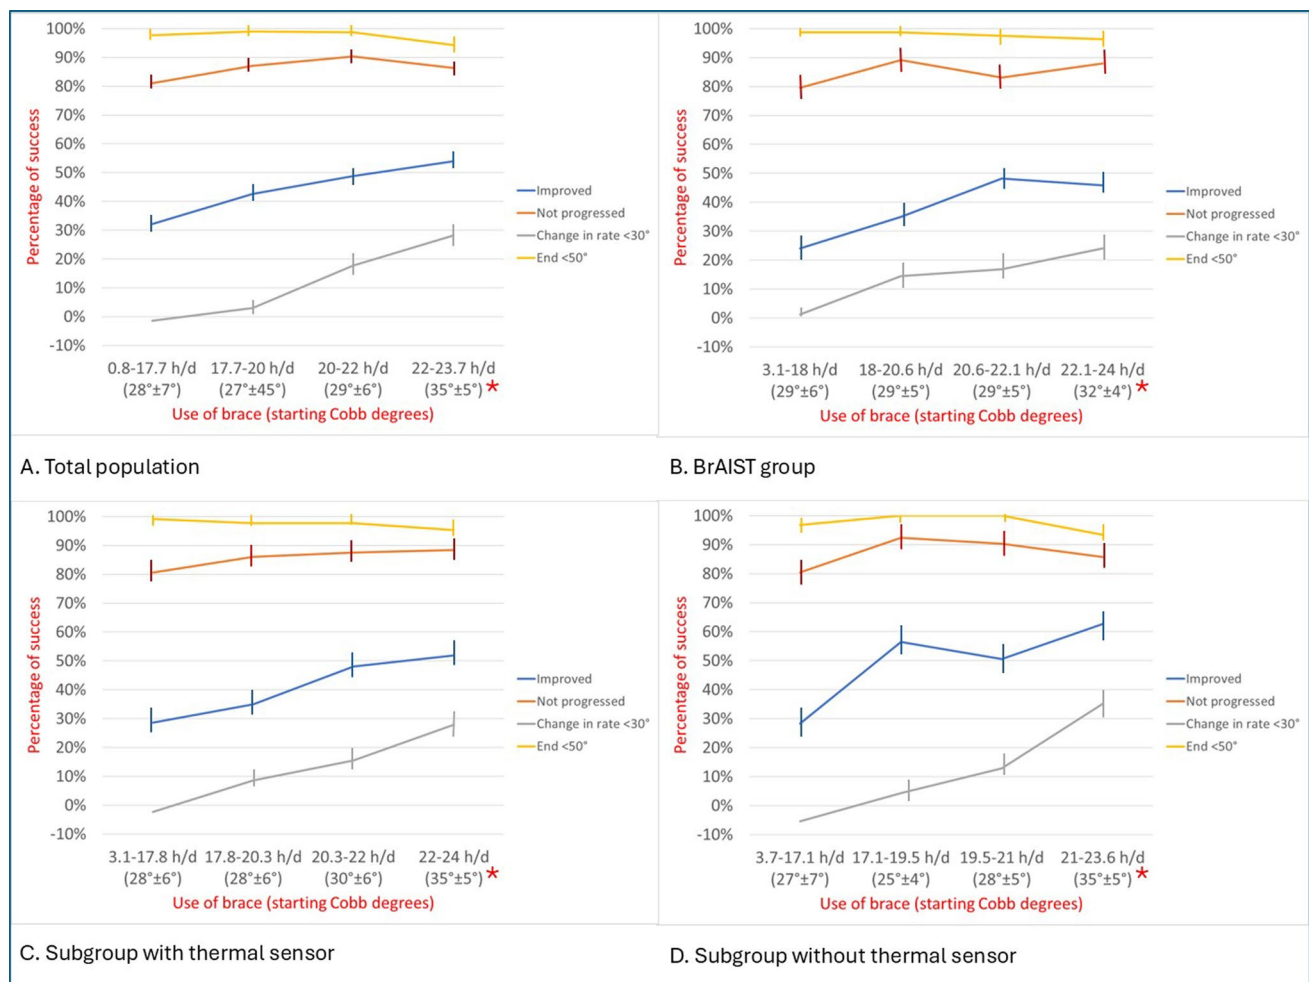 100%
90%
80%
70%
60%
50%
40%
30%
20%
10%
0%
-10%
Percentage of success
Improved
Not progressed
Change in rate <30°
End <50°
0.8-17.7 h/d 17.7-20 h/d 20-22 h/d 22-23.7 h/d
(28°±7°) (27°±45°) (29°±6°) (35°±5°) *
Use of brace (starting Cobb degrees)
A. Total population
100%
90%
80%
70%
60%
50%
40%
30%
20%
10%
0%
-10%
Percentage of success
Improved
Not progressed
Change in rate <30°
End <50°
3.1-18 h/d 18-20.6 h/d 20.6-22.1 h/d 22.1-24 h/d
(29°±6°) (29°±5°) (29°±5°) (32°±4°) *
Use of brace (starting Cobb degrees)
B. BrAIST group
100%
90%
80%
70%
60%
50%
40%
30%
20%
10%
0%
-10%
Percentage of success
Improved
Not progressed
Change in rate <30°
End <50°
3.1-17.8 h/d 17.8-20.3 h/d 20.3-22 h/d 22-24 h/d
(28°±6°) (28°±6°) (30°±6°) (35°±5°) *
Use of brace (starting Cobb degrees)
C. Subgroup with thermal sensor
100%
90%
80%
70%
60%
50%
40%
30%
20%
10%
0%
-10%
Percentage of success
Improved
Not progressed
Change in rate <30°
End <50°
3.7-17.1 h/d 17.1-19.5 h/d 19.5-21 h/d 21-23.6 h/d
(27°±7°) (25°±4°) (28°±5°) (35°±5°) *
Use of brace (starting Cobb degrees)
D. Subgroup without thermal sensor